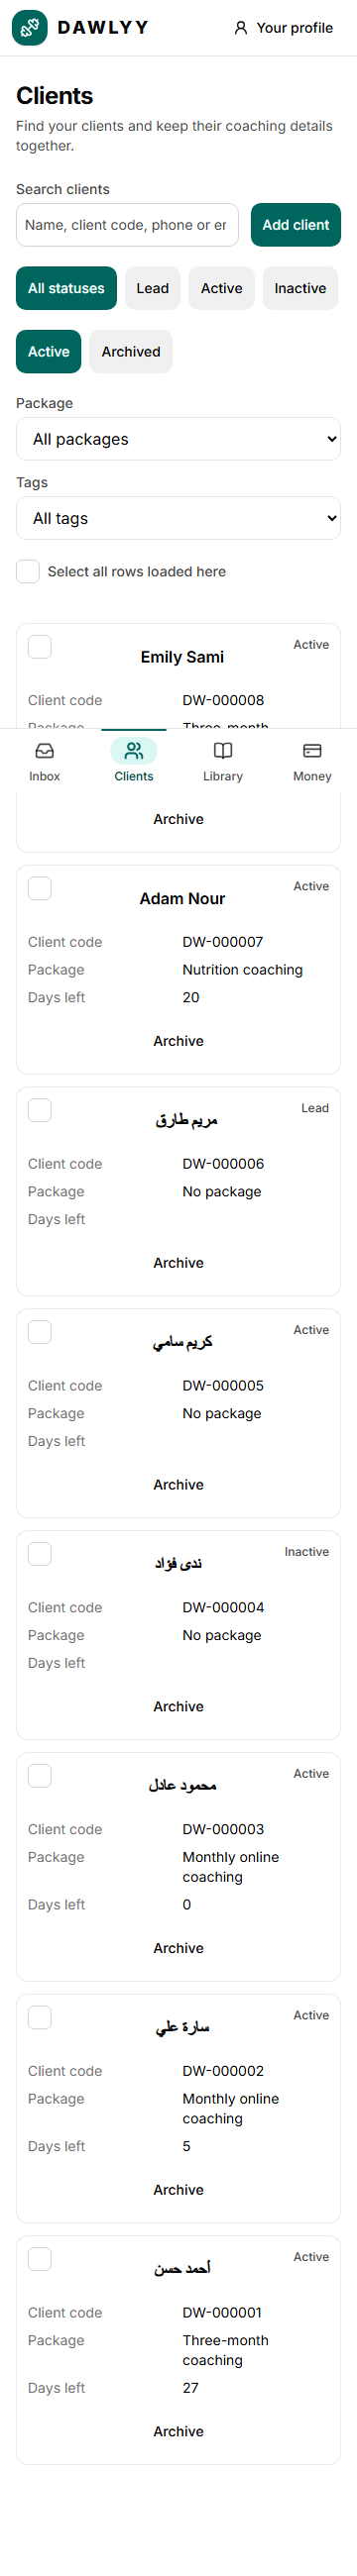 DAWLYY
Your profile
Clients
Find your clients and keep their coaching details
together.
Search clients
Name, client code, phone or er
Add client
All statuses
Lead
Active
Inactive
Active
Archived
Package
All packages
Tags
All tags
Select all rows loaded here
Active
Emily Sami
Client code DW-000008
Package Three-month
Inbox
Clients
Library
Money
Archive
Active
Adam Nour
Client code DW-000007
Package Nutrition coaching
Days left 20
Archive
Lead
مريم طارق
Client code DW-000006
Package No package
Days left
Archive
Active
كريم سامي
Client code DW-000005
Package No package
Days left
Archive
Inactive
ندى فؤاد
Client code DW-000004
Package No package
Days left
Archive
Active
محمود عادل
Client code DW-000003
Package Monthly online
coaching
Days left 0
Archive
Active
سارة علي
Client code DW-000002
Package Monthly online
coaching
Days left 5
Archive
Active
أحمد حسن
Client code DW-000001
Package Three-month
coaching
Days left 27
Archive